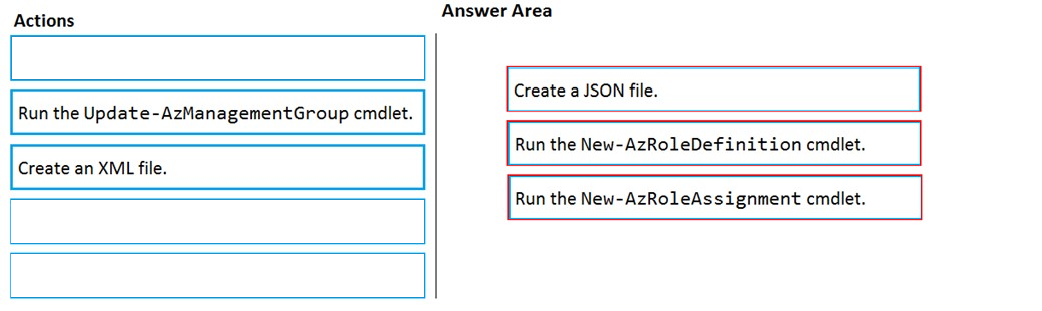 Actions
Answer Area
Run the Update-AzManagementGroup cmdlet.
Create an XML file.
Create a JSON file.
Run the New-AzRoleDefinition cmdlet.
Run the New-AzRoleAssignment cmdlet.